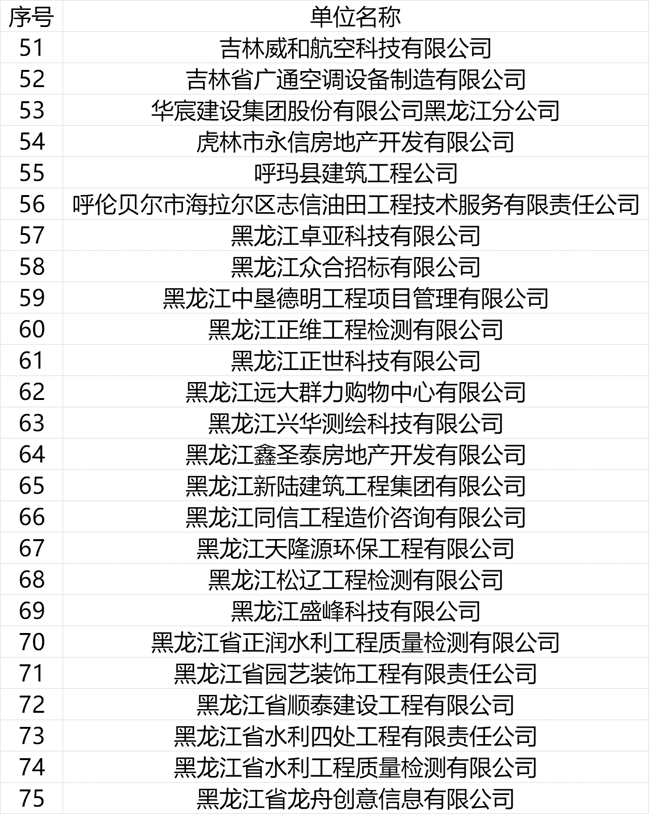 序号 单位名称
51 吉林威和航空科技有限公司
52 吉林省广通空调设备制造有限公司
53 华宸建设集团股份有限公司黑龙江分公司
54 虎林市永信房地产开发有限公司
55 呼玛县建筑工程公司
56 呼伦贝尔市海拉尔区志信油田工程技术服务有限责任公司
57 黑龙江卓亚科技有限公司
58 黑龙江众合招标有限公司
59 黑龙江中垦德明工程项目管理有限公司
60 黑龙江正维工程检测有限公司
61 黑龙江正世科技有限公司
62 黑龙江远大群力购物中心有限公司
63 黑龙江兴华测绘科技有限公司
64 黑龙江鑫圣泰房地产开发有限公司
65 黑龙江新陆建筑工程集团有限公司
66 黑龙江同信工程造价咨询有限公司
67 黑龙江天隆源环保工程有限公司
68 黑龙江松辽工程检测有限公司
69 黑龙江盛峰科技有限公司
70 黑龙江省正润水利工程质量检测有限公司
71 黑龙江省园艺装饰工程有限责任公司
72 黑龙江省顺泰建设工程有限公司
73 黑龙江省水利四处工程有限责任公司
74 黑龙江省水利工程质量检测有限公司
75 黑龙江省龙舟创意信息有限公司